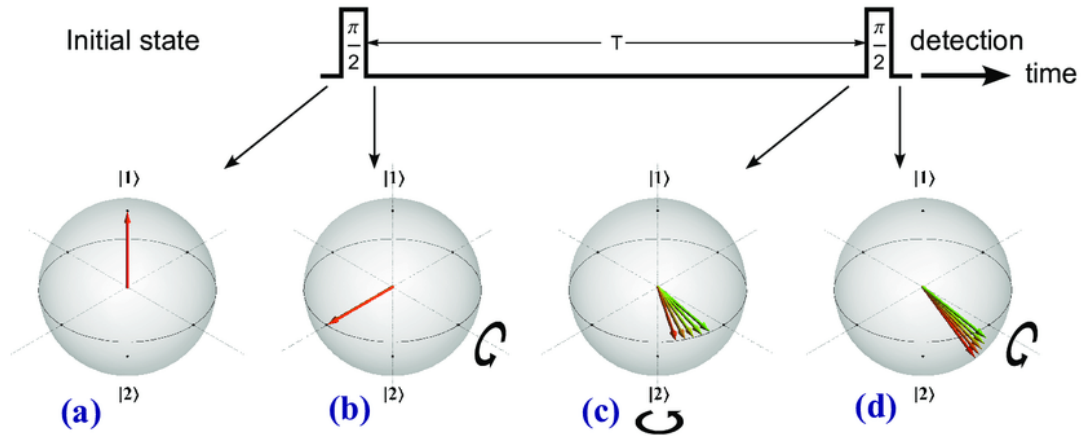 Initial state
π/2
T
π/2
detection
time
|1⟩
|1⟩
|1⟩
|1⟩
|2⟩
|2⟩
|2⟩
|2⟩
(a)
(b)
(c)
(d)